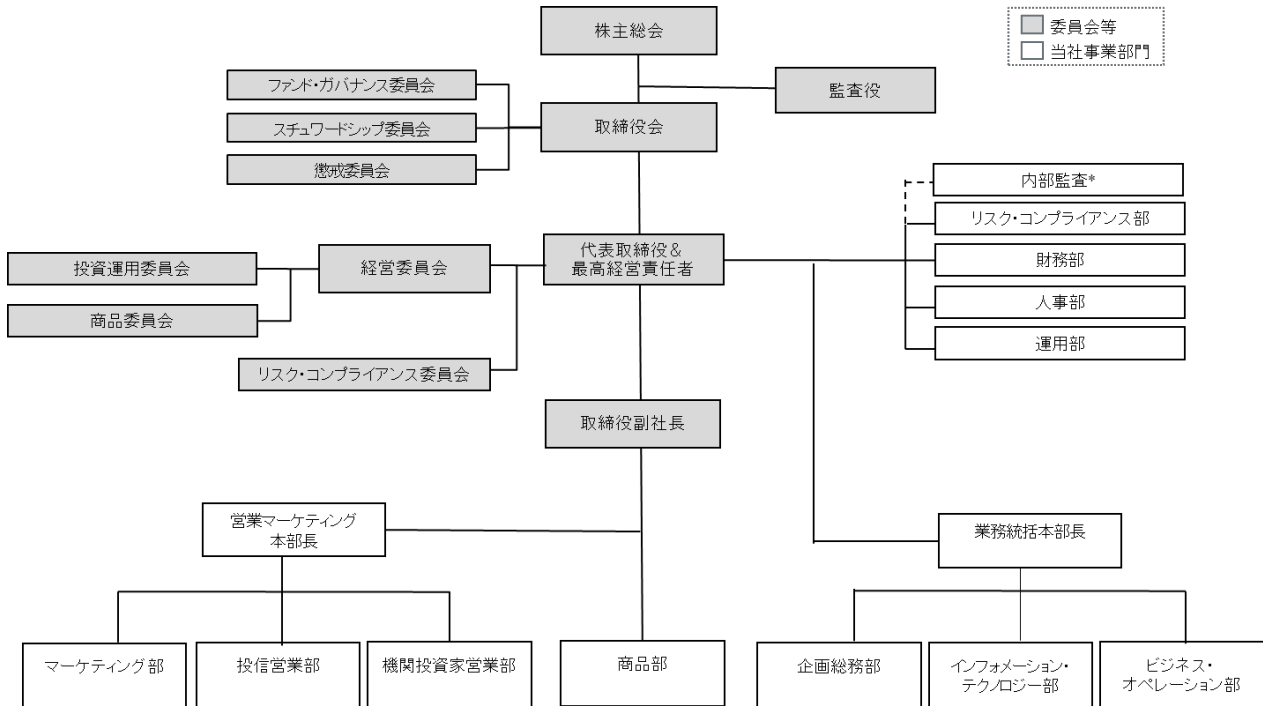 株主総会
委員会等
当社事業部門
ファンド・ガバナンス委員会
監査役
スチュワードシップ委員会
取締役会
懲戒委員会
内部監査*
リスク・コンプライアンス部
投資運用委員会
経営委員会
代表取締役&
最高経営責任者
財務部
商品委員会
人事部
運用部
リスク・コンプライアンス委員会
取締役副社長
営業マーケティング
本部長
業務統括本部長
マーケティング部
投信営業部
機関投資家営業部
商品部
企画総務部
インフォメーション・
テクノロジー部
ビジネス・
オペレーション部